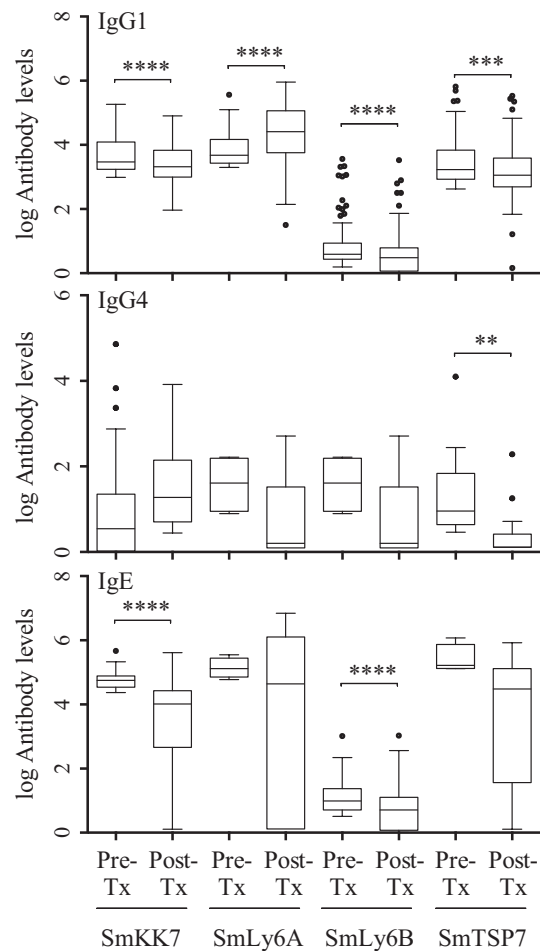 IgG1
8
6
4
2
0
log Antibody levels
**** **** **** ***
IgG4
6
4
2
0
log Antibody levels
**
IgE
8
6
4
2
0
log Antibody levels
**** ****
Pre- Post- Pre- Post- Pre- Post- Pre- Post-
Tx Tx Tx Tx Tx Tx Tx Tx
SmKK7 SmLy6A SmLy6B SmTSP7